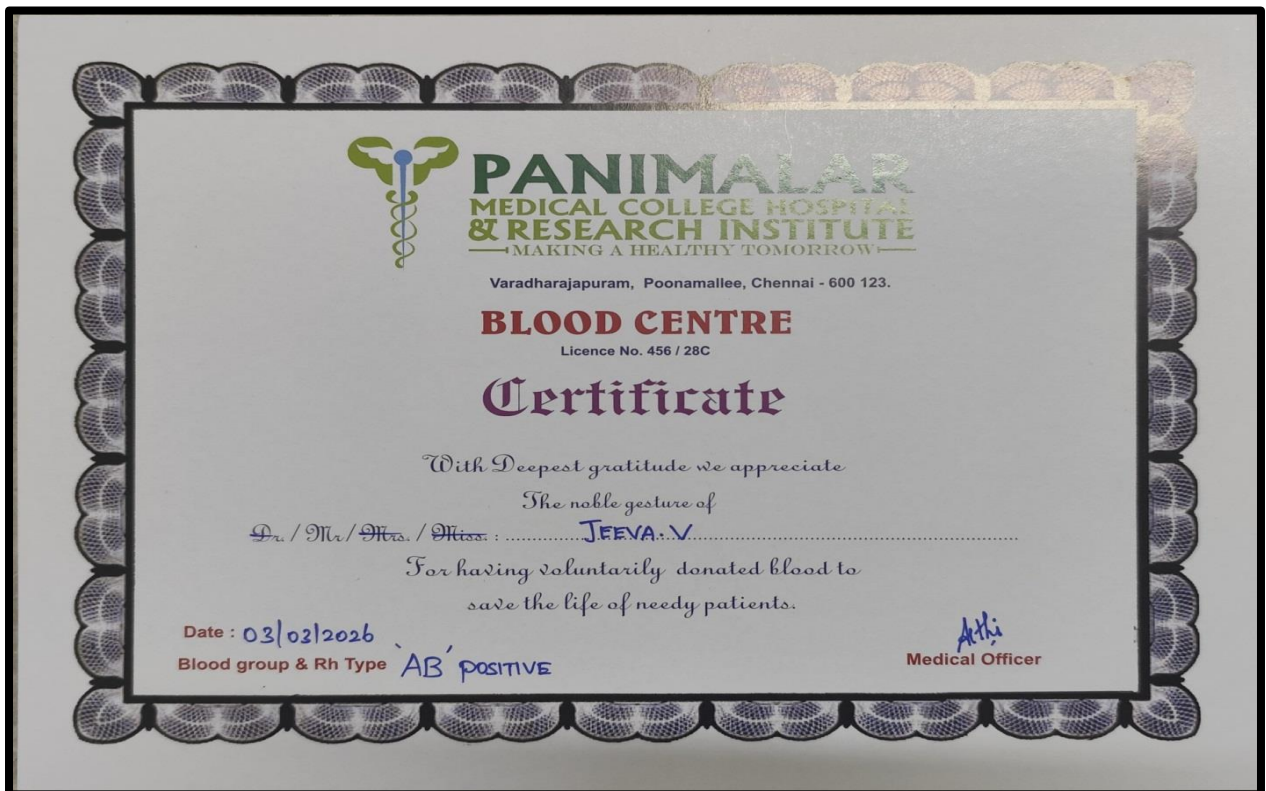 PANIMALAR
MEDICAL COLLEGE HOSPITAL
& RESEARCH INSTITUTE
MAKING A HEALTHY TOMORROW
Varadharajapuram, Poonamallee, Chennai - 600 123.
BLOOD CENTRE
Licence No. 456 / 28C
Certificate
With Deepest gratitude we appreciate
The noble gesture of
Dr. / Mr / Mrs. / Miss. : JEEVA. V
For having voluntarily donated blood to
save the life of needy patients.
Date : 03/03/2026
Blood group & Rh Type 'AB' POSITIVE
Arthi
Medical Officer